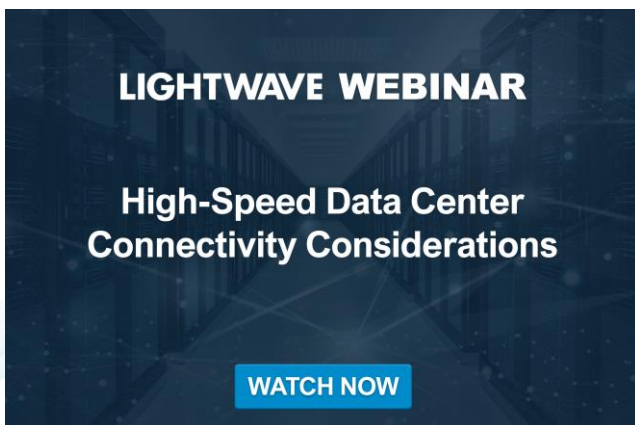 LIGHTWAVE WEBINAR
High-Speed Data Center
Connectivity Considerations
WATCH NOW